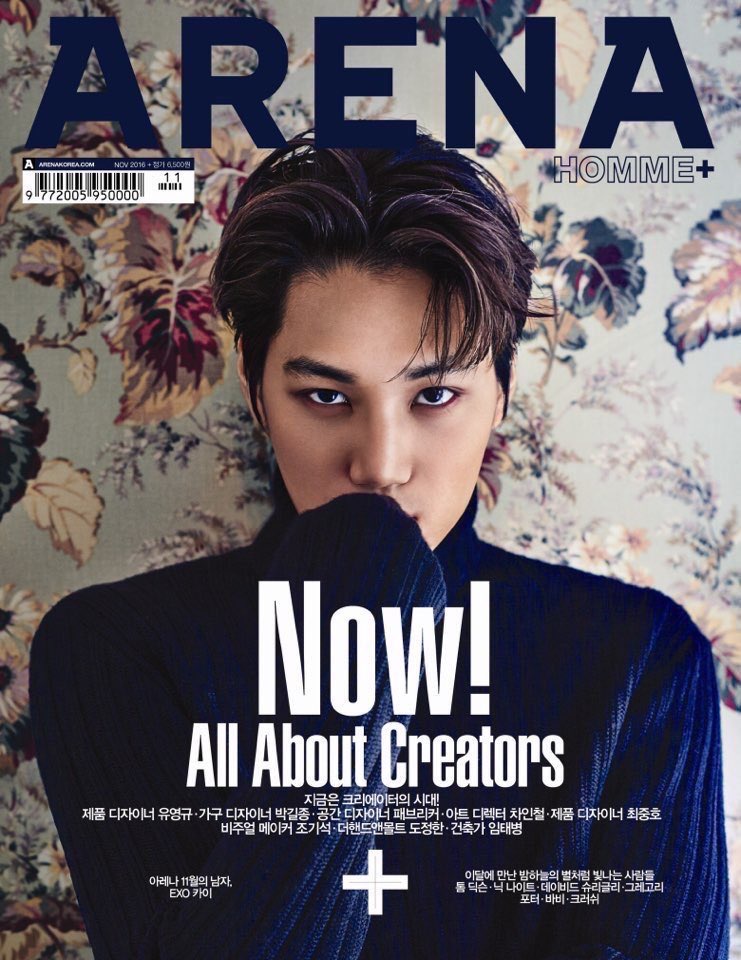 ARENA
HOMME+
A ARENAKOREA.COM NOV 2016 + 정가 6,500원
11
9 772005 950000
Now!
All About Creators
지금은 크리에이터의 시대!
제품 디자이너 유영규·가구 디자이너 박길종·공간 디자이너 패브리커·아트 디렉터 차인철·제품 디자이너 최중호
비주얼 메이커 조기석·더핸드앤몰트 도정한·건축가 임태병
아레나 11월의 남자,
EXO 카이
+
이달에 만난 밤하늘의 별처럼 빛나는 사람들
톰 딕슨·닉 나이트·데이비드 슈리글리·그레고리
포터·바비·크러쉬